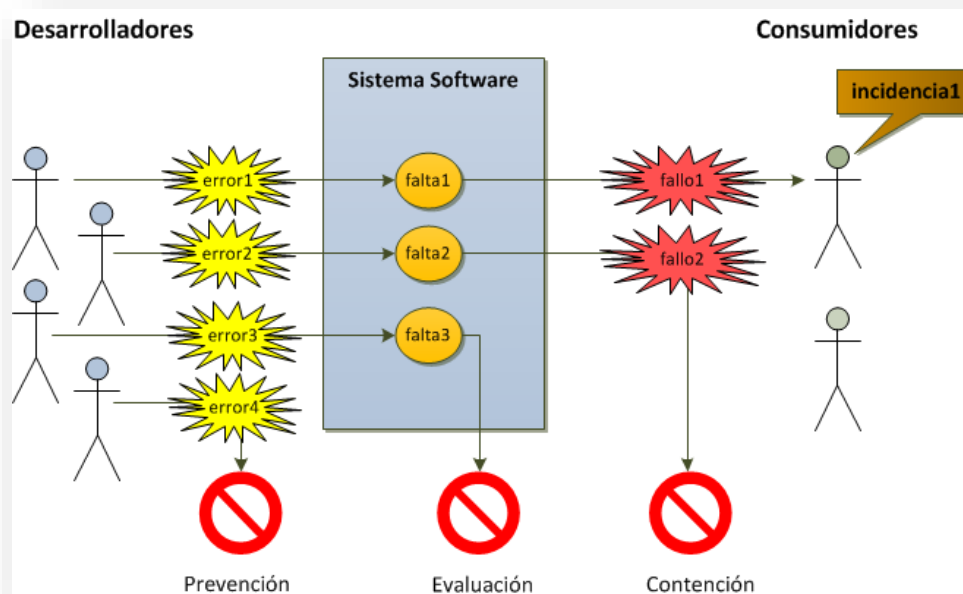 Desarrolladores
Consumidores
Sistema Software
incidencia1
error1
falta1
fallo1
error2
falta2
fallo2
error3
falta3
error4
Prevención
Evaluación
Contención